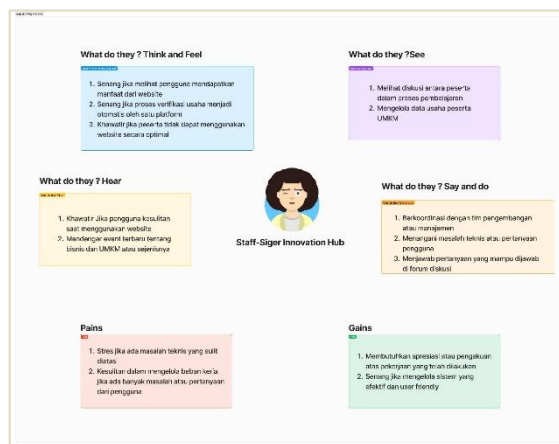 What do they ? Think and Feel
1. Senang jika melihat pengguna mendapatkan
manfaat dari website
2. Senang jika proses verifikasi usaha menjadi
otomatis oleh satu platform
3. Khawatir jika peserta tidak dapat menggunakan
website secara optimal
What do they ?See
1. Melihat diskusi antara peserta
dalam proses pembelajaran
2. Mengelola data usaha peserta
UMKM
What do they ? Hear
1. Khawatir jika pengguna kesulitan
saat menggunakan website
2. Mendengar event terbaru tentang
bisnis dan UMKM atau sejenisnya
Staff-Siger Innovation Hub
What do they ? Say and do
1. Berkoordinasi dengan tim pengembangan
atau manajemen
2. Menangani masalah teknis atau pertanyaan
pengguna
3. Menjawab pertanyaan yang mampu dijawab
di forum diskusi
Pains
1. Stres jika ada masalah teknis yang sulit
diatasi
2. Kesulitan dalam mengelola beban kerja
jika ada banyak masalah atau pertanyaan
dari pengguna
Gains
1. Membutuhkan apresiasi atau pengakuan
atas pekerjaan yang telah dilakukan
2. Senang jika mengelola sistem yang
efektif dan user friendly